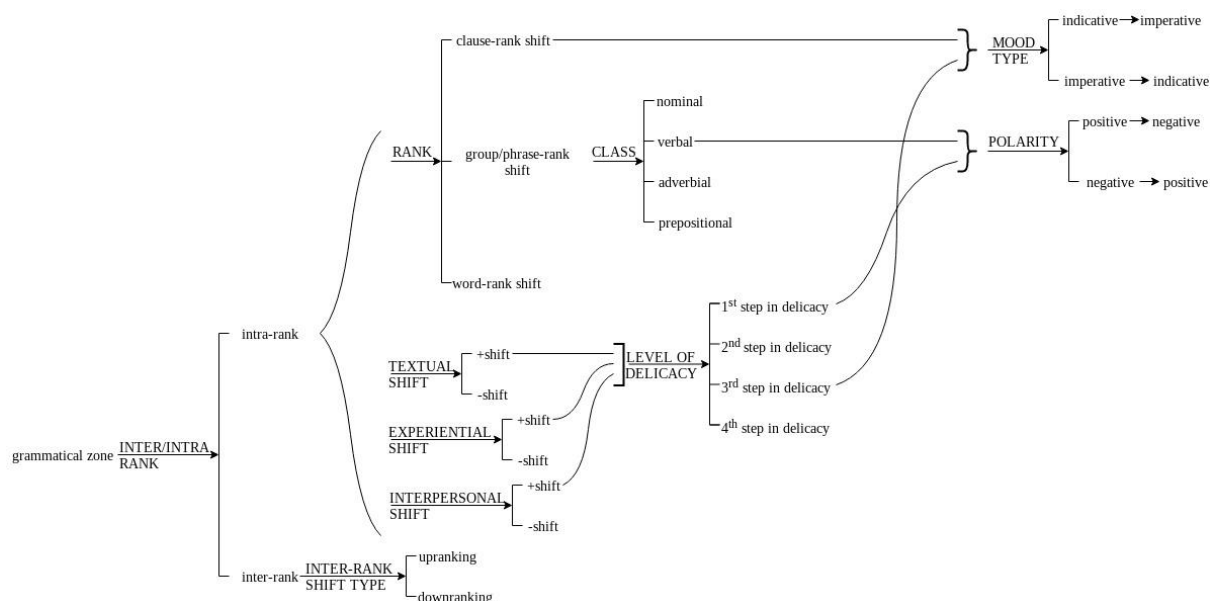 indicative → imperative
clause-rank shift
MOOD
TYPE
imperative → indicative
nominal
positive → negative
verbal
POLARITY
RANK
group/phrase-rank
shift
CLASS
adverbial
negative → positive
prepositional
word-rank shift
1st step in delicacy
intra-rank
2nd step in delicacy
+shift
LEVEL OF
DELICACY
TEXTUAL
SHIFT
3rd step in delicacy
-shift
+shift
4th step in delicacy
EXPERIENTIAL
SHIFT
grammatical zone
INTER/INTRA
RANK
-shift
+shift
INTERPERSONAL
SHIFT
-shift
upranking
inter-rank
INTER-RANK
SHIFT TYPE
downranking